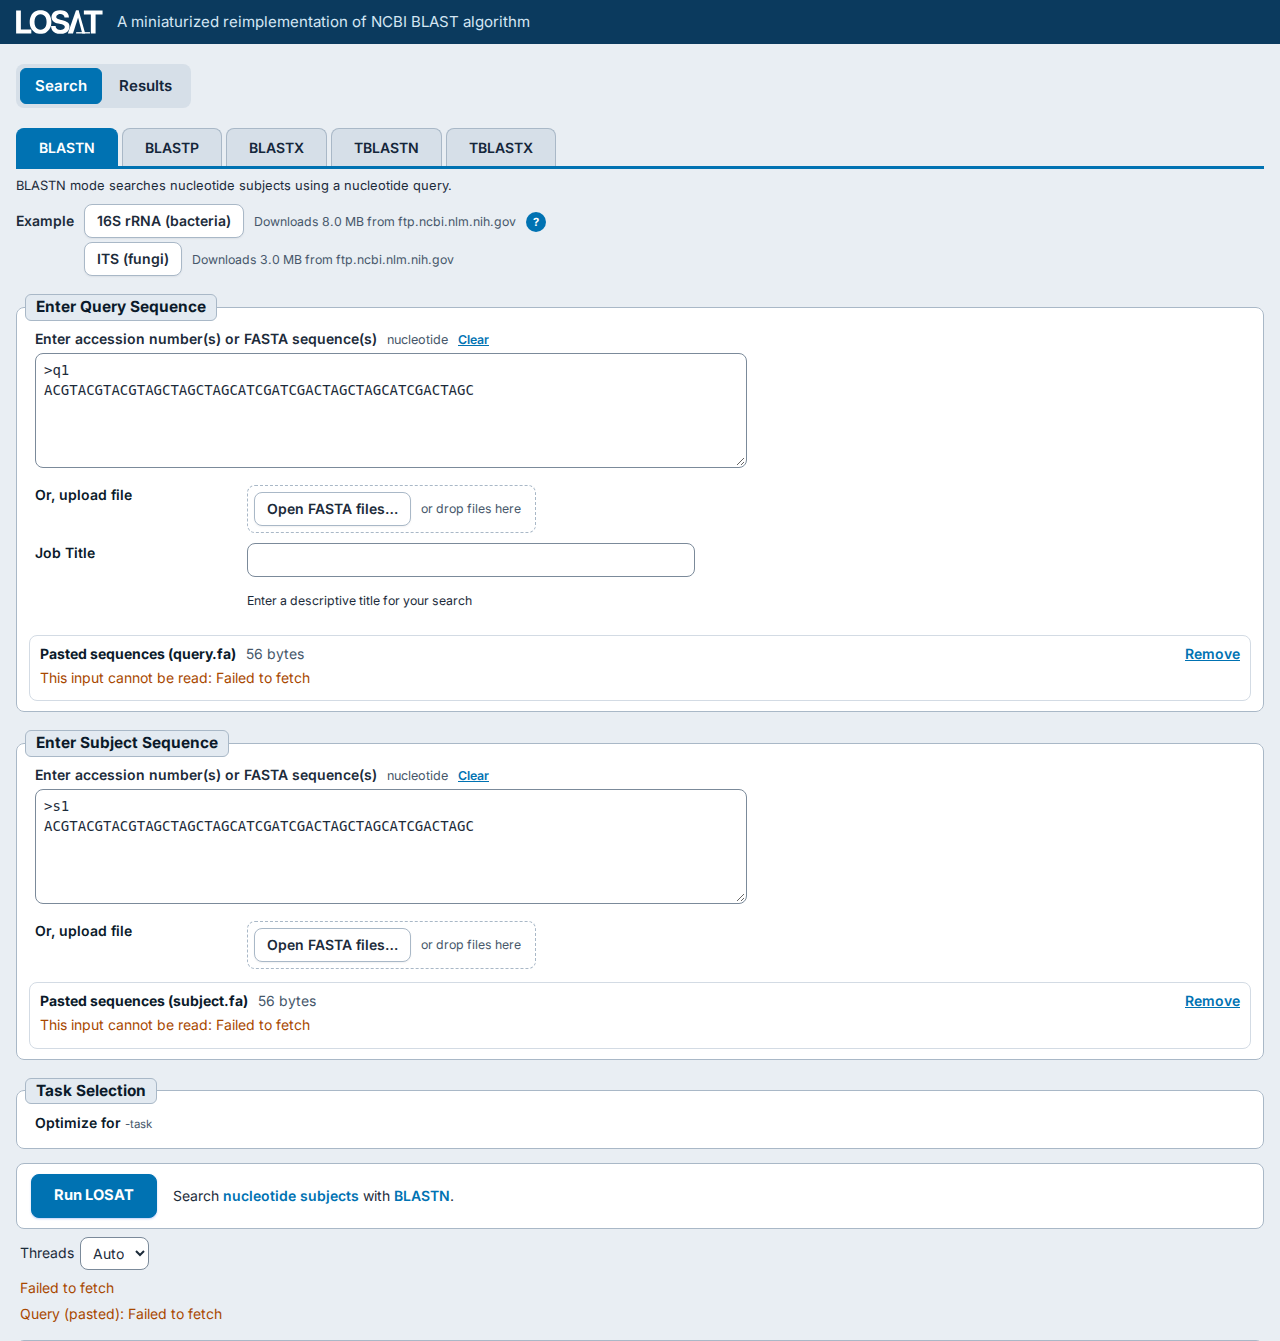 LOSAT A miniaturized reimplementation of NCBI BLAST algorithm
Search Results
BLASTN BLASTP BLASTX TBLASTN TBLASTX
BLASTN mode searches nucleotide subjects using a nucleotide query.
Example 16S rRNA (bacteria) Downloads 8.0 MB from ftp.ncbi.nlm.nih.gov ?
ITS (fungi) Downloads 3.0 MB from ftp.ncbi.nlm.nih.gov
Enter Query Sequence
Enter accession number(s) or FASTA sequence(s) nucleotide Clear
>q1
ACGTACGTACGTAGCTAGCTAGCATCGATCGACTAGCTAGCATCGACTAGC
Or, upload file Open FASTA files... or drop files here
Job Title
Enter a descriptive title for your search
Pasted sequences (query.fa) 56 bytes Remove
This input cannot be read: Failed to fetch
Enter Subject Sequence
Enter accession number(s) or FASTA sequence(s) nucleotide Clear
>s1
ACGTACGTACGTAGCTAGCTAGCATCGATCGACTAGCTAGCATCGACTAGC
Or, upload file Open FASTA files... or drop files here
Pasted sequences (subject.fa) 56 bytes Remove
This input cannot be read: Failed to fetch
Task Selection
Optimize for -task
Run LOSAT Search nucleotide subjects with BLASTN.
Threads Auto
Failed to fetch
Query (pasted): Failed to fetch